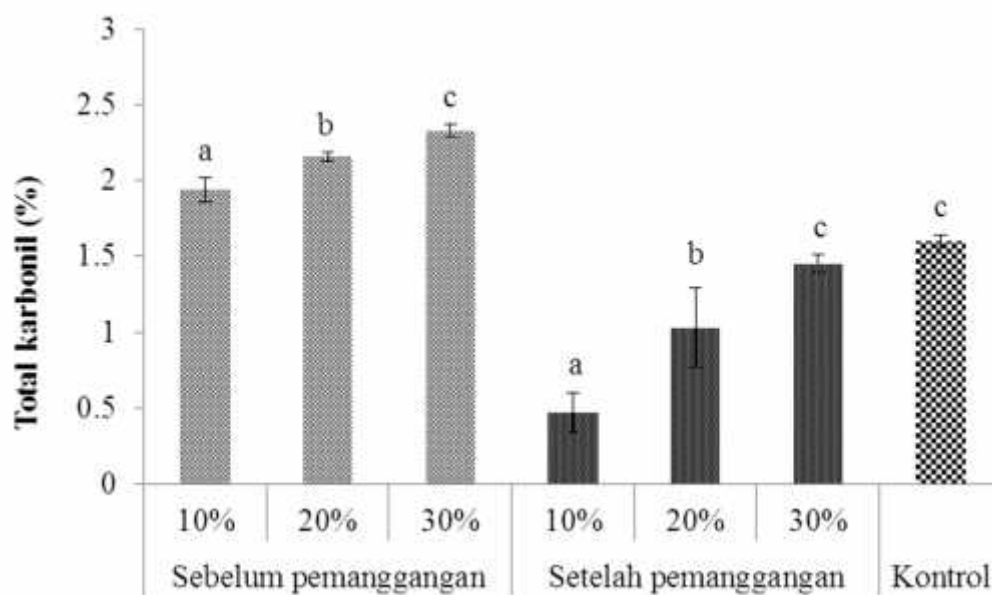 Total karbonil (%)
3
2.5
2
1.5
1
0.5
0
a
b
c
a
b
c
c
10% 20% 30% 10% 20% 30%
Sebelum pemanggangan Setelah pemanggangan Kontrol